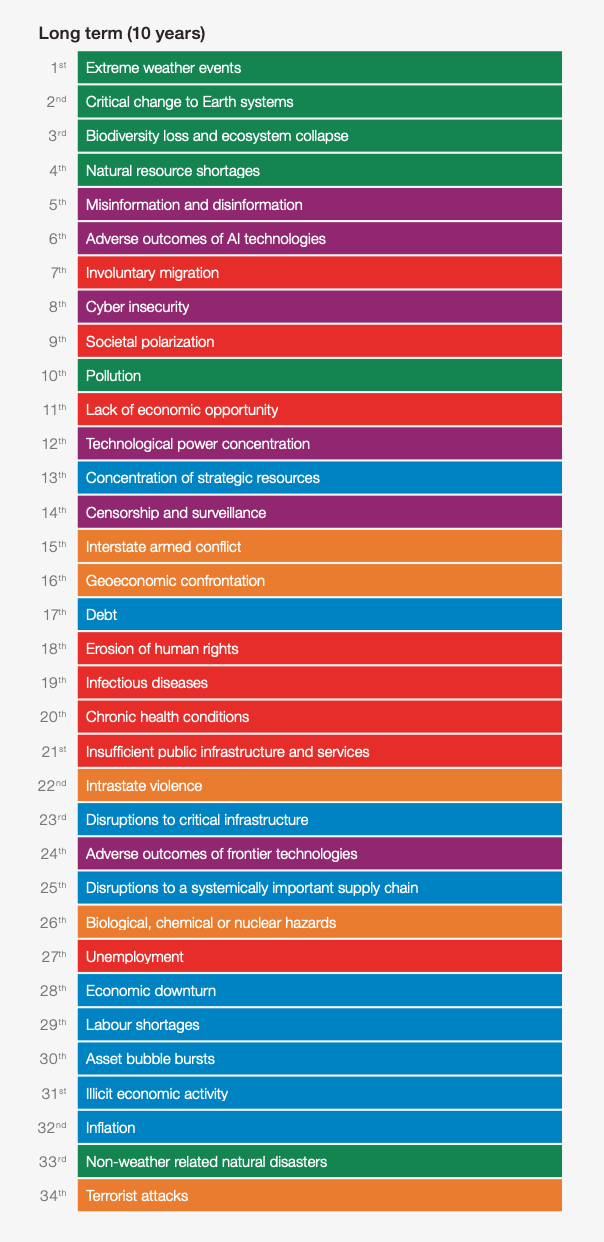 Long term (10 years)
1st Extreme weather events
2nd Critical change to Earth systems
3rd Biodiversity loss and ecosystem collapse
4th Natural resource shortages
5th Misinformation and disinformation
6th Adverse outcomes of AI technologies
7th Involuntary migration
8th Cyber insecurity
9th Societal polarization
10th Pollution
11th Lack of economic opportunity
12th Technological power concentration
13th Concentration of strategic resources
14th Censorship and surveillance
15th Interstate armed conflict
16th Geoeconomic confrontation
17th Debt
18th Erosion of human rights
19th Infectious diseases
20th Chronic health conditions
21st Insufficient public infrastructure and services
22nd Intrastate violence
23rd Disruptions to critical infrastructure
24th Adverse outcomes of frontier technologies
25th Disruptions to a systemically important supply chain
26th Biological, chemical or nuclear hazards
27th Unemployment
28th Economic downturn
29th Labour shortages
30th Asset bubble bursts
31st Illicit economic activity
32nd Inflation
33rd Non-weather related natural disasters
34th Terrorist attacks